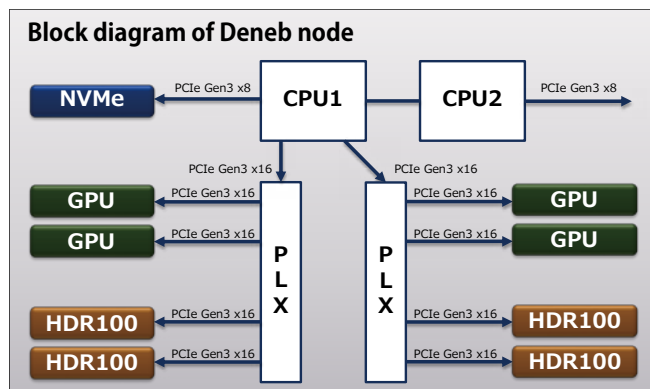 Block diagram of Deneb node
NVMe
PCIe Gen3 x8
CPU1
CPU2
PCIe Gen3 x8
PCIe Gen3 x16
PCIe Gen3 x16
GPU
PCIe Gen3 x16
PCIe Gen3 x16
GPU
GPU
PCIe Gen3 x16
PCIe Gen3 x16
GPU
P
L
X
P
L
X
HDR100
PCIe Gen3 x16
PCIe Gen3 x16
HDR100
HDR100
PCIe Gen3 x16
PCIe Gen3 x16
HDR100